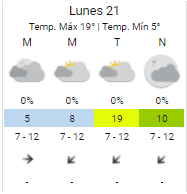 Lunes 21
Temp. Máx 19° | Temp. Mín 5°
M M T N
0% 0% 0% 0%
5 8 19 10
7 - 12 7 - 12 7 - 12 7 - 12
- - - -